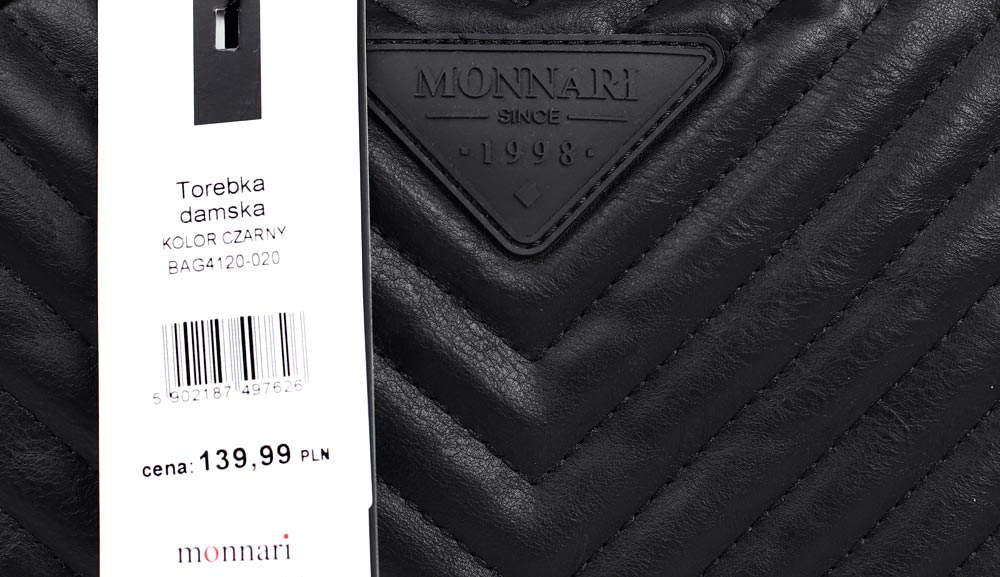 Torebka
damska
KOLOR CZARNY
BAG4120-020
5 902187 497626
cena: 139,99 PLN
monnari
MONNARI
SINCE
·1998·